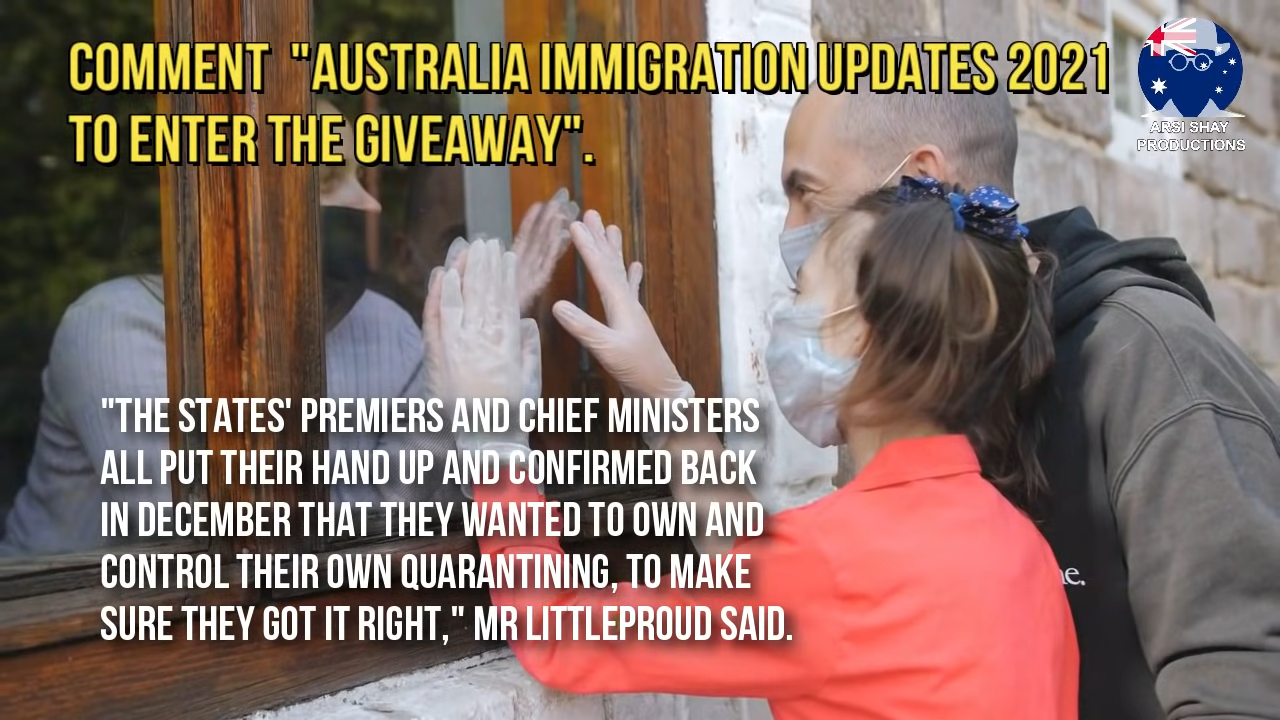 COMMENT "AUSTRALIA IMMIGRATION UPDATES 2021
TO ENTER THE GIVEAWAY".
ARSI SHAY
PRODUCTIONS
"THE STATES' PREMIERS AND CHIEF MINISTERS
ALL PUT THEIR HAND UP AND CONFIRMED BACK
IN DECEMBER THAT THEY WANTED TO OWN AND
CONTROL THEIR OWN QUARANTINING, TO MAKE
SURE THEY GOT IT RIGHT," MR LITTLEPROUD SAID.